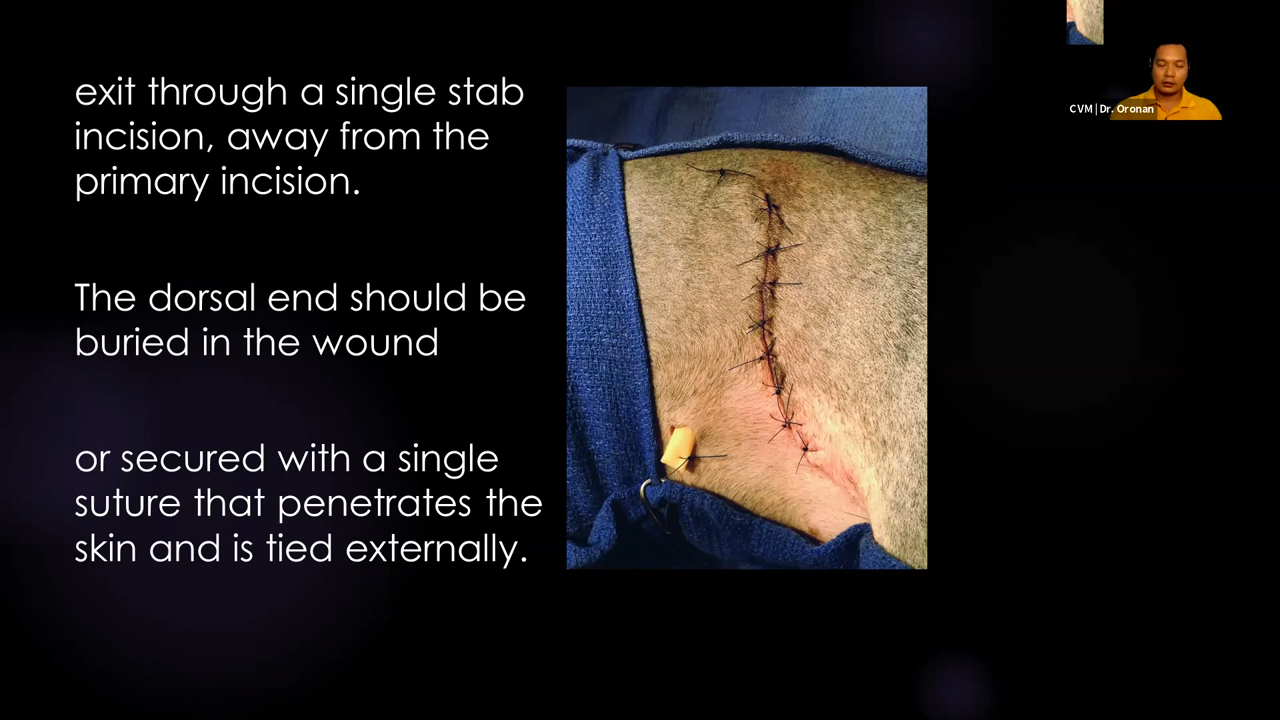 exit through a single stab
incision, away from the
primary incision.
The dorsal end should be
buried in the wound
or secured with a single
suture that penetrates the
skin and is tied externally.
CVM|Dr. Oronan